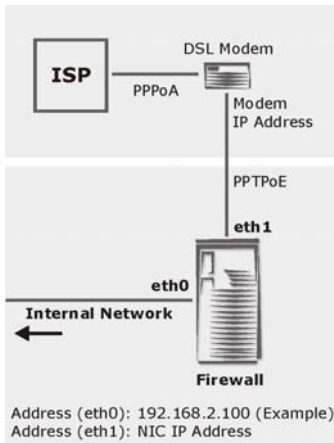 DSL Modem
ISP
PPPoA
Modem
IP Address
PPTPoE
eth1
eth0
Internal Network
Firewall
Address (eth0): 192.168.2.100 (Example)
Address (eth1): NIC IP Address